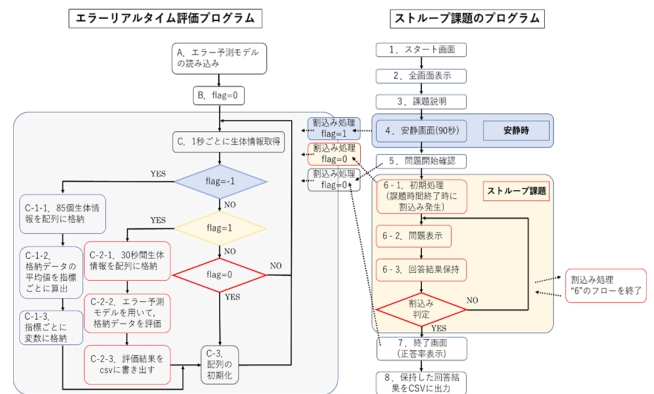 エラーリアルタイム評価プログラム
A．エラー予測モデル
の読み込み
B．flag=0
C．1秒ごとに生体情報取得
flag=-1
YES
NO
flag=1
YES
NO
flag=0
NO
YES
C-1-1．85個生体情
報を配列に格納
C-1-2．
格納データの
平均値を指標
ごとに算出
C-1-3．
指標ごとに
変数に格納
C-2-1．30秒間生体
情報を配列に格納
C-2-2．エラー予測
モデルを用いて，
格納データを評価
C-2-3．評価結果を
csvに書き出す
C-3．
配列の
初期化
割込み処理
flag=1
割込み処理
flag=0
割込み処理
flag=0
ストループ課題のプログラム
1．スタート画面
2．全画面表示
3．課題説明
4．安静画面(90秒)
安静時
5．問題開始確認
6-1．初期処理
(課題時間終了時に
割込み発生)
ストループ課題
6-2．問題表示
6-3．回答結果保持
割込み
判定
NO
YES
割込み処理
“6”のフローを終了
7．終了画面
(正答率表示)
8．保持した回答結
果をCSVに出力